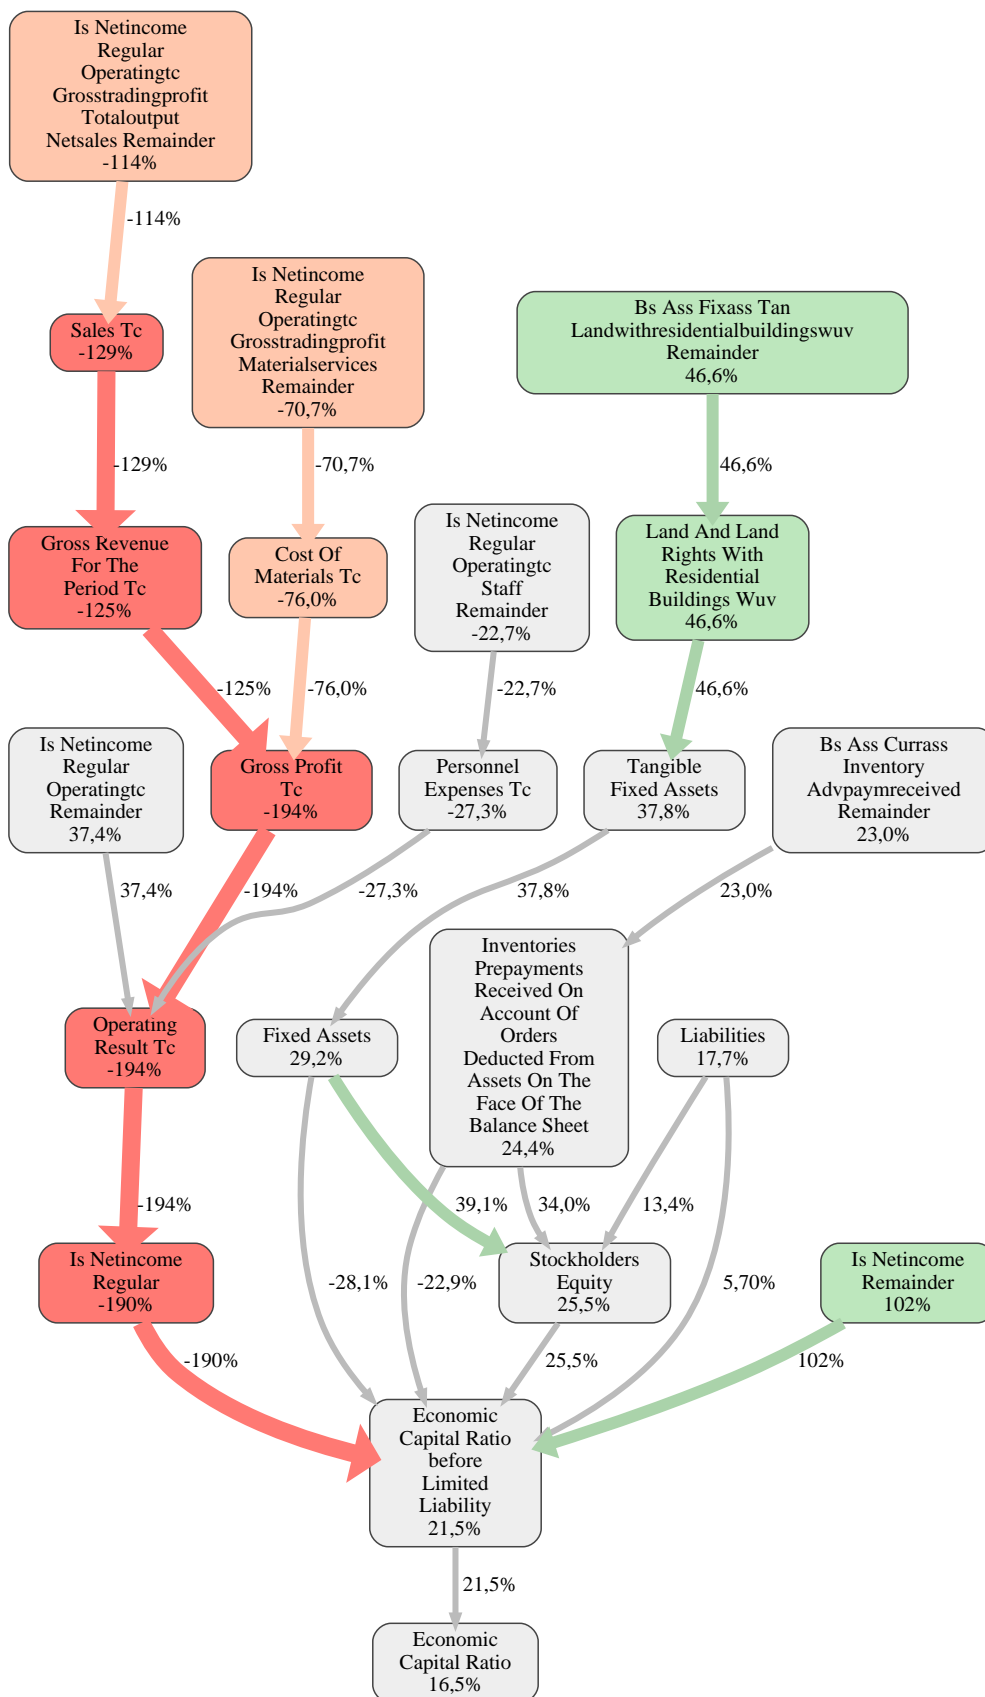 Is Netincome
Regular
Operatingtc
Grosstradingprofit
Totaloutput
Netsales Remainder
-114%
-114%
Is Netincome
Regular
Operatingtc
Grosstradingprofit
Materialservices
Remainder
-70,7%
Bs Ass Fixass Tan
Landwithresidentialbuildingswuv
Remainder
46,6%
Sales Tc
-129%
-129%
-70,7%
46,6%
Is Netincome
Regular
Operatingtc
Staff
Remainder
-22,7%
Gross Revenue
For The
Period Tc
-125%
Cost Of
Materials Tc
-76,0%
Land And Land
Rights With
Residential
Buildings Wuv
46,6%
-125%
-76,0%
-22,7%
46,6%
Is Netincome
Regular
Operatingtc
Remainder
37,4%
Gross Profit
Tc
-194%
Personnel
Expenses Tc
-27,3%
Tangible
Fixed Assets
37,8%
Bs Ass Currass
Inventory
Advpaymreceived
Remainder
23,0%
37,4%
-194%
-27,3%
37,8%
23,0%
Inventories
Prepayments
Received On
Account Of
Orders
Deducted From
Assets On The
Face Of The
Balance Sheet
24,4%
Operating
Result Tc
-194%
Fixed Assets
29,2%
Liabilities
17,7%
-194%
39,1%
34,0%
13,4%
Is Netincome
Regular
-190%
-28,1%
-22,9%
Stockholders
Equity
25,5%
5,70%
Is Netincome
Remainder
102%
-190%
25,5%
102%
Economic
Capital Ratio
before
Limited
Liability
21,5%
21,5%
Economic
Capital Ratio
16,5%